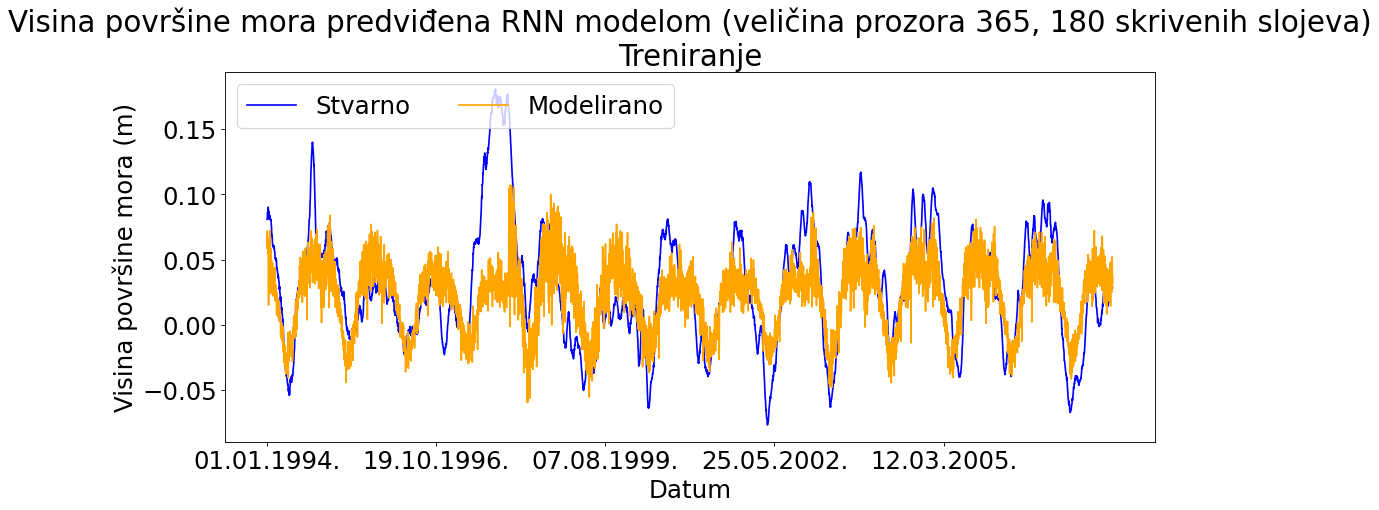 Visina površine mora predviđena RNN modelom (veličina prozora 365, 180 skrivenih slojeva)
Treniranje
Stvarno Modelirano
Visina površine mora (m)
0.15
0.10
0.05
0.00
−0.05
01.01.1994. 19.10.1996. 07.08.1999. 25.05.2002. 12.03.2005.
Datum